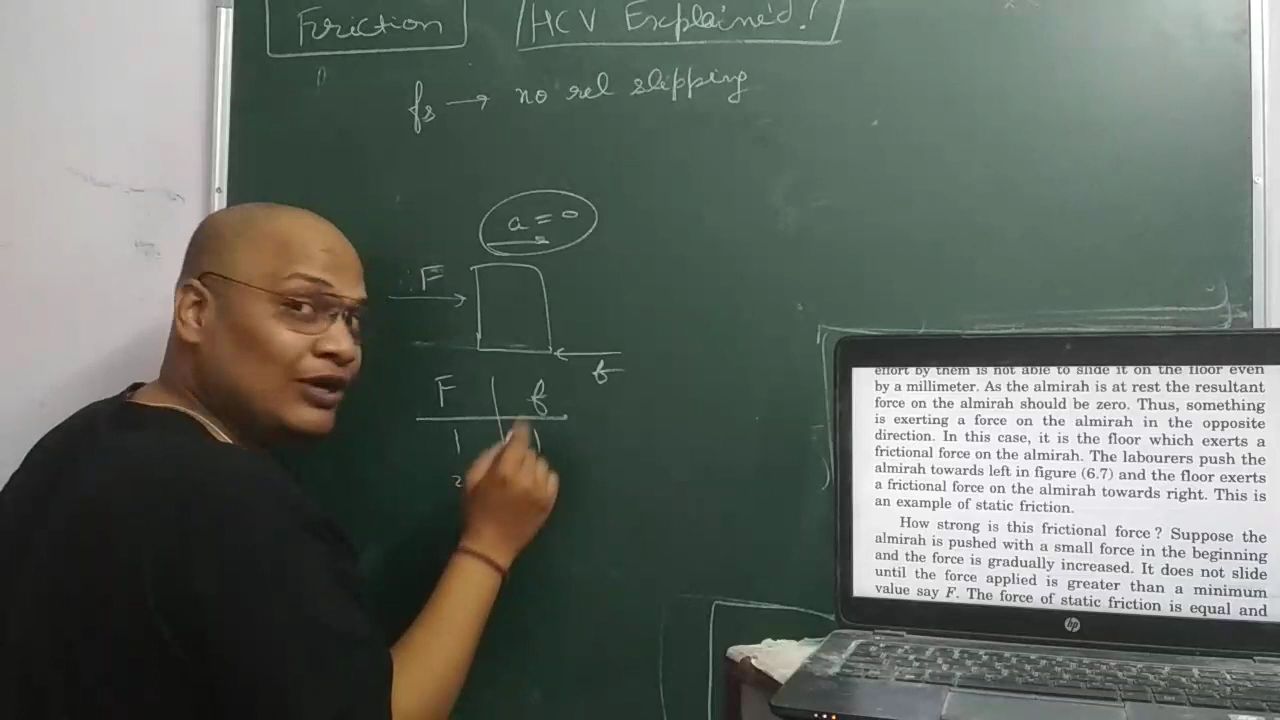 Friction HCV Explained!
fs → no rel slipping
a = 0
F
f
F f
1 1
2
effort by them is not able to slide it on the floor even
by a millimeter. As the almirah is at rest the resultant
force on the almirah should be zero. Thus, something
is exerting a force on the almirah in the opposite
direction. In this case, it is the floor which exerts a
frictional force on the almirah. The labourers push the
almirah towards left in figure (6.7) and the floor exerts
a frictional force on the almirah towards right. This is
an example of static friction.
How strong is this frictional force ? Suppose the
almirah is pushed with a small force in the beginning
and the force is gradually increased. It does not slide
until the force applied is greater than a minimum
value say F. The force of static friction is equal and
hp